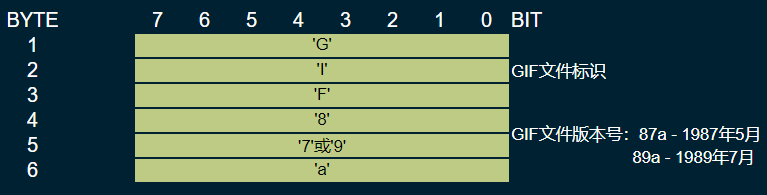 BYTE 7 6 5 4 3 2 1 0 BIT
1 'G'
2 'I' GIF文件标识
3 'F'
4 '8'
GIF文件版本号：87a - 1987年5月
5 '7'或'9'
89a - 1989年7月
6 'a'